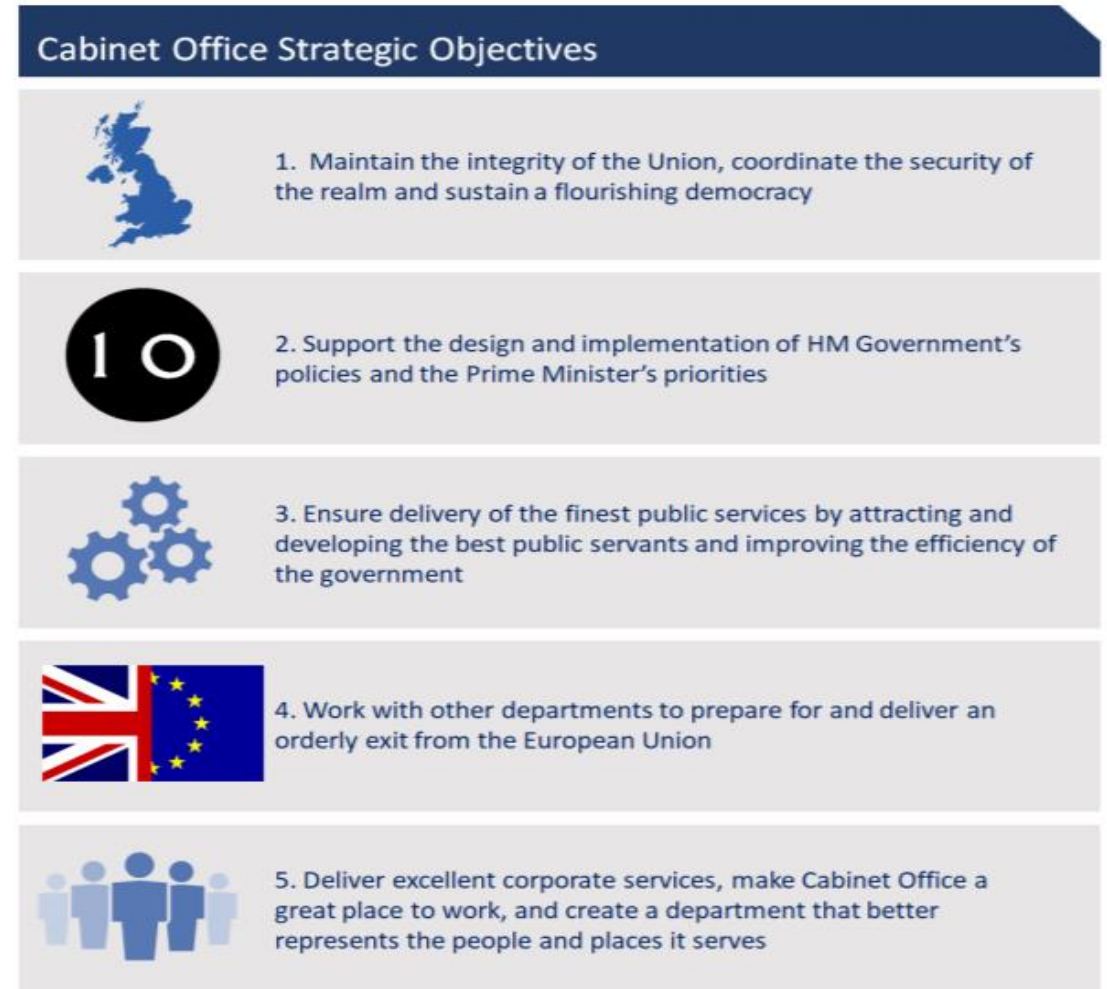 Cabinet Office Strategic Objectives
1. Maintain the integrity of the Union, coordinate the security of
the realm and sustain a flourishing democracy
10
2. Support the design and implementation of HM Government's
policies and the Prime Minister's priorities
3. Ensure delivery of the finest public services by attracting and
developing the best public servants and improving the efficiency of
the government
4. Work with other departments to prepare for and deliver an
orderly exit from the European Union
5. Deliver excellent corporate services, make Cabinet Office a
great place to work, and create a department that better
represents the people and places it serves